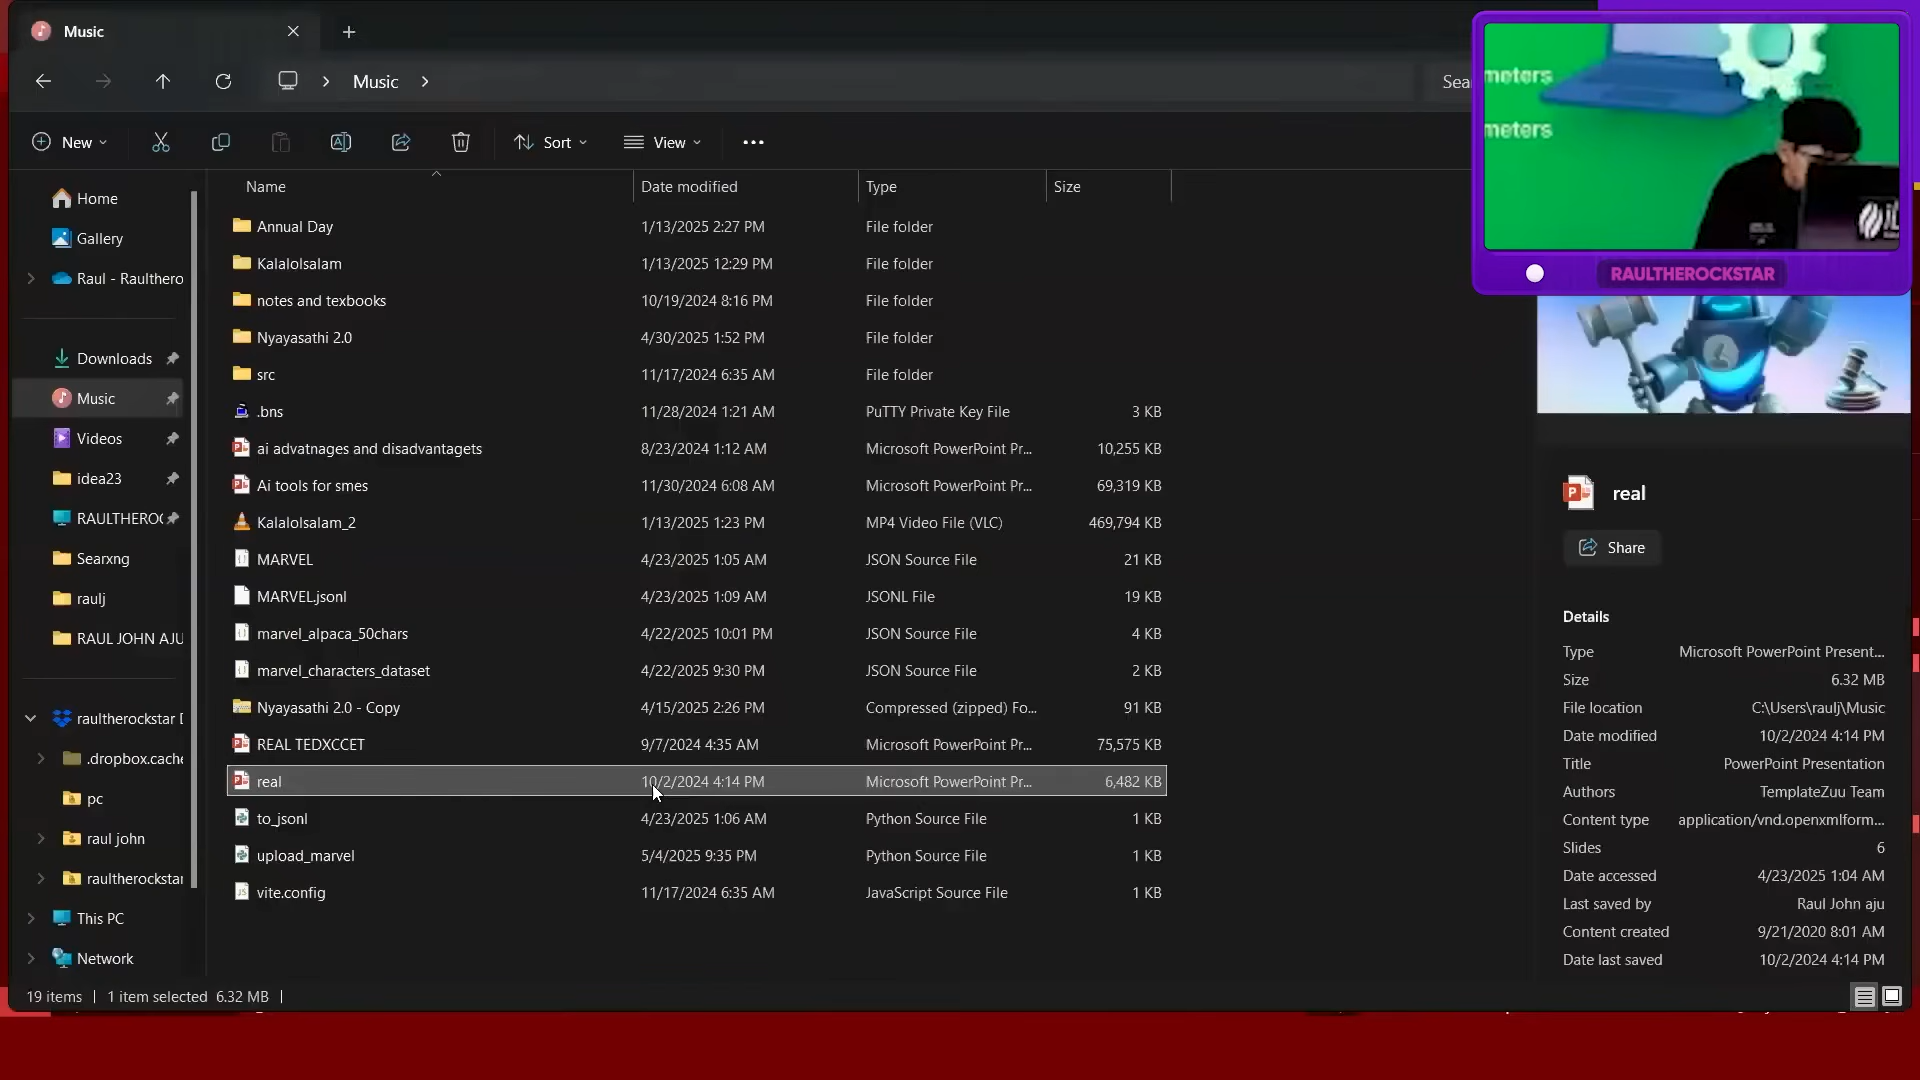 Music
Music
Sea
meters
meters
RAULTHEROCKSTAR
New
Sort
View
Name Date modified Type Size
Home
Gallery
Raul - Raulthero
Downloads
Music
Videos
idea23
RAULTHEROC
Searxng
raulj
RAUL JOHN AJU
raultherockstar D
.dropbox.cache
pc
raul john
raultherockstar
This PC
Network
Annual Day 1/13/2025 2:27 PM File folder
Kalalolsalam 1/13/2025 12:29 PM File folder
notes and texbooks 10/19/2024 8:16 PM File folder
Nyayasathi 2.0 4/30/2025 1:52 PM File folder
src 11/17/2024 6:35 AM File folder
.bns 11/28/2024 1:21 AM PuTTY Private Key File 3 KB
ai advatnages and disadvantagets 8/23/2024 1:12 AM Microsoft PowerPoint Pr... 10,255 KB
Ai tools for smes 11/30/2024 6:08 AM Microsoft PowerPoint Pr... 69,319 KB
Kalalolsalam_2 1/13/2025 1:23 PM MP4 Video File (VLC) 469,794 KB
MARVEL 4/23/2025 1:05 AM JSON Source File 21 KB
MARVEL.jsonl 4/23/2025 1:09 AM JSONL File 19 KB
marvel_alpaca_50chars 4/22/2025 10:01 PM JSON Source File 4 KB
marvel_characters_dataset 4/22/2025 9:30 PM JSON Source File 2 KB
Nyayasathi 2.0 - Copy 4/15/2025 2:26 PM Compressed (zipped) Fo... 91 KB
REAL TEDXCCET 9/7/2024 4:35 AM Microsoft PowerPoint Pr... 75,575 KB
real 10/2/2024 4:14 PM Microsoft PowerPoint Pr... 6,482 KB
to_jsonl 4/23/2025 1:06 AM Python Source File 1 KB
upload_marvel 5/4/2025 9:35 PM Python Source File 1 KB
vite.config 11/17/2024 6:35 AM JavaScript Source File 1 KB
real
Share
Details
Type Microsoft PowerPoint Present...
Size 6.32 MB
File location C:\Users\raulj\Music
Date modified 10/2/2024 4:14 PM
Title PowerPoint Presentation
Authors TemplateZuu Team
Content type application/vnd.openxmlform...
Slides 6
Date accessed 4/23/2025 1:04 AM
Last saved by Raul John aju
Content created 9/21/2020 8:01 AM
Date last saved 10/2/2024 4:14 PM
19 items 1 item selected 6.32 MB